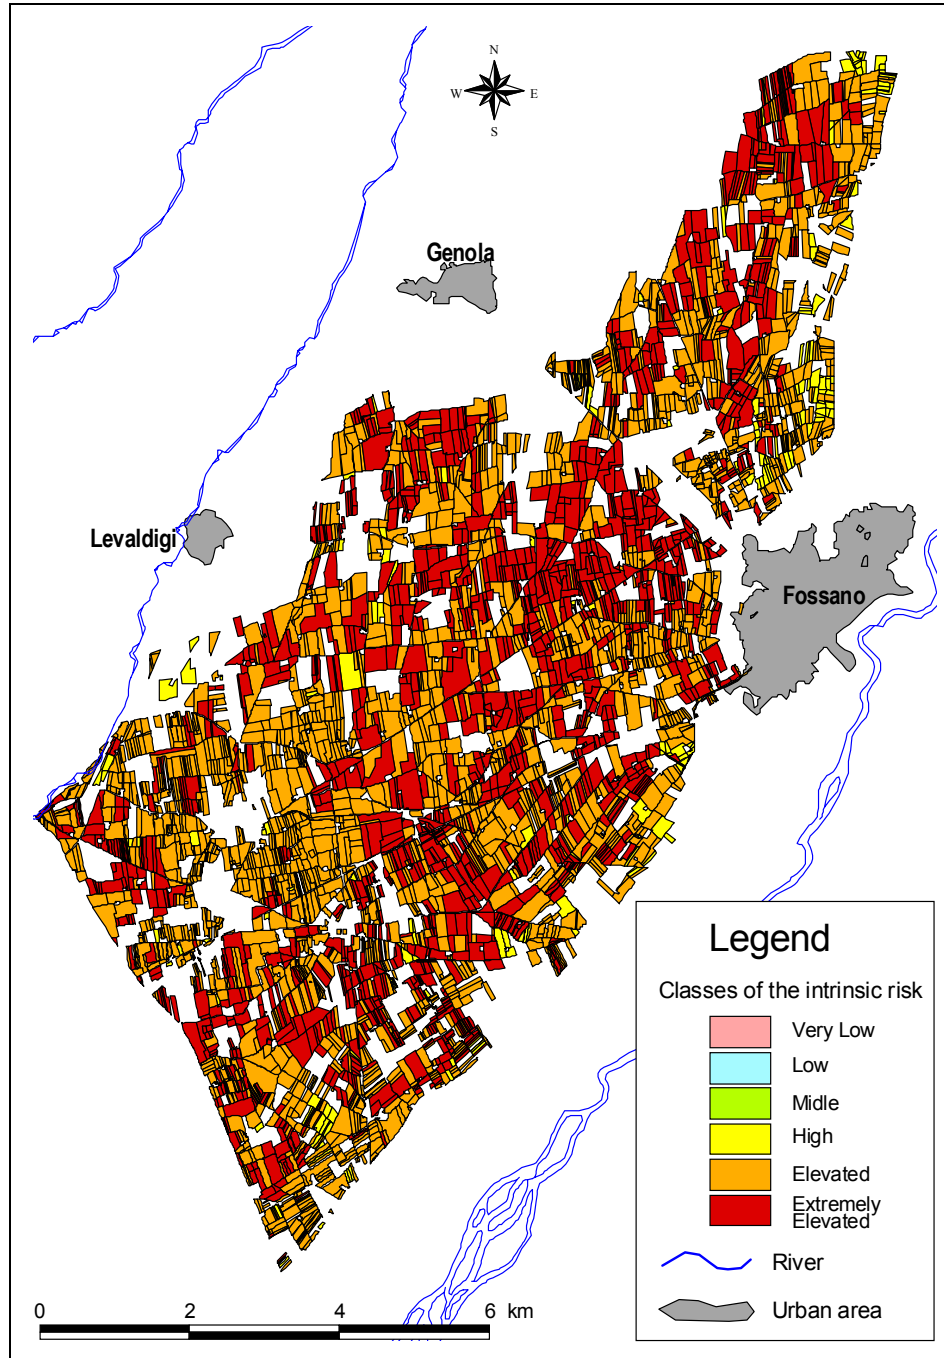 N
W E
S
Genola
Levaldigi
Fossano
Legend
Classes of the intrinsic risk
Very Low
Low
Midle
High
Elevated
Extremely
Elevated
River
Urban area
0 2 4 6 km